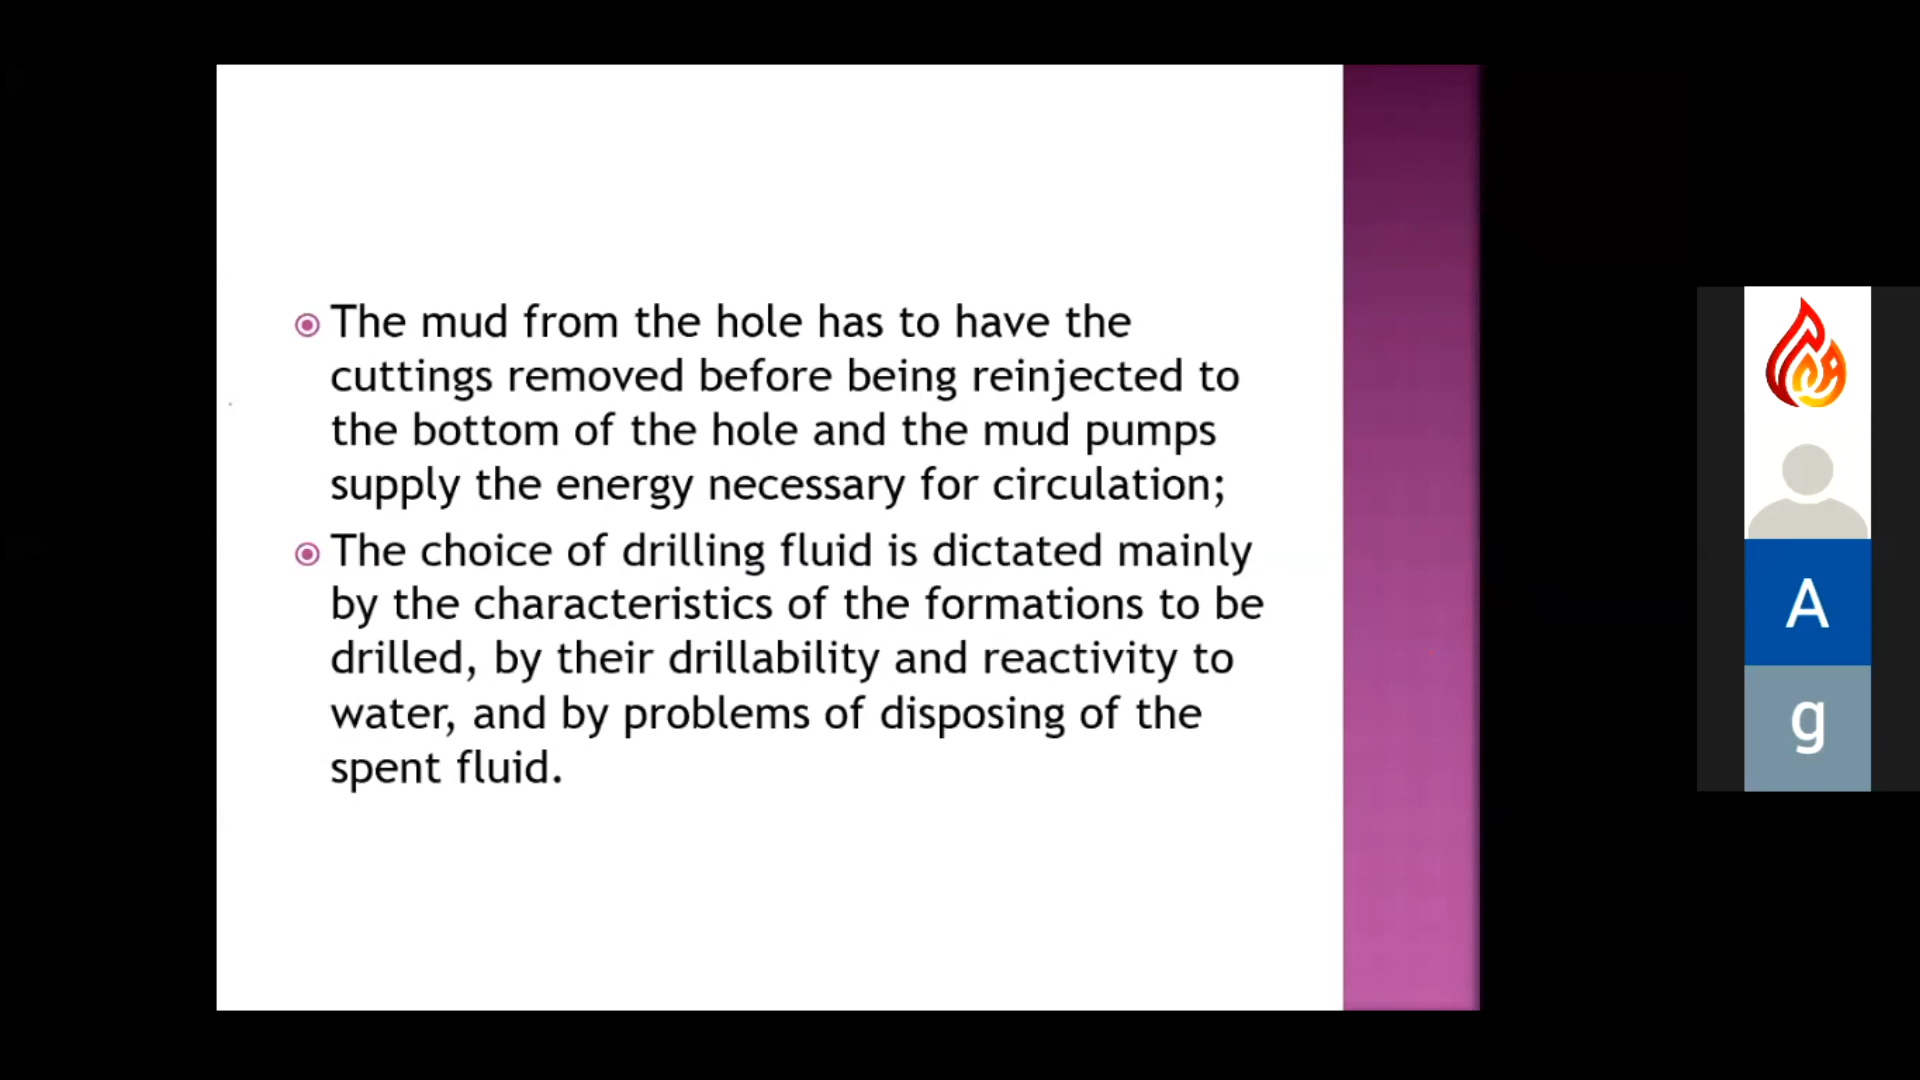 The mud from the hole has to have the
cuttings removed before being reinjected to
the bottom of the hole and the mud pumps
supply the energy necessary for circulation;
The choice of drilling fluid is dictated mainly
by the characteristics of the formations to be
drilled, by their drillability and reactivity to
water, and by problems of disposing of the
spent fluid.
A
g